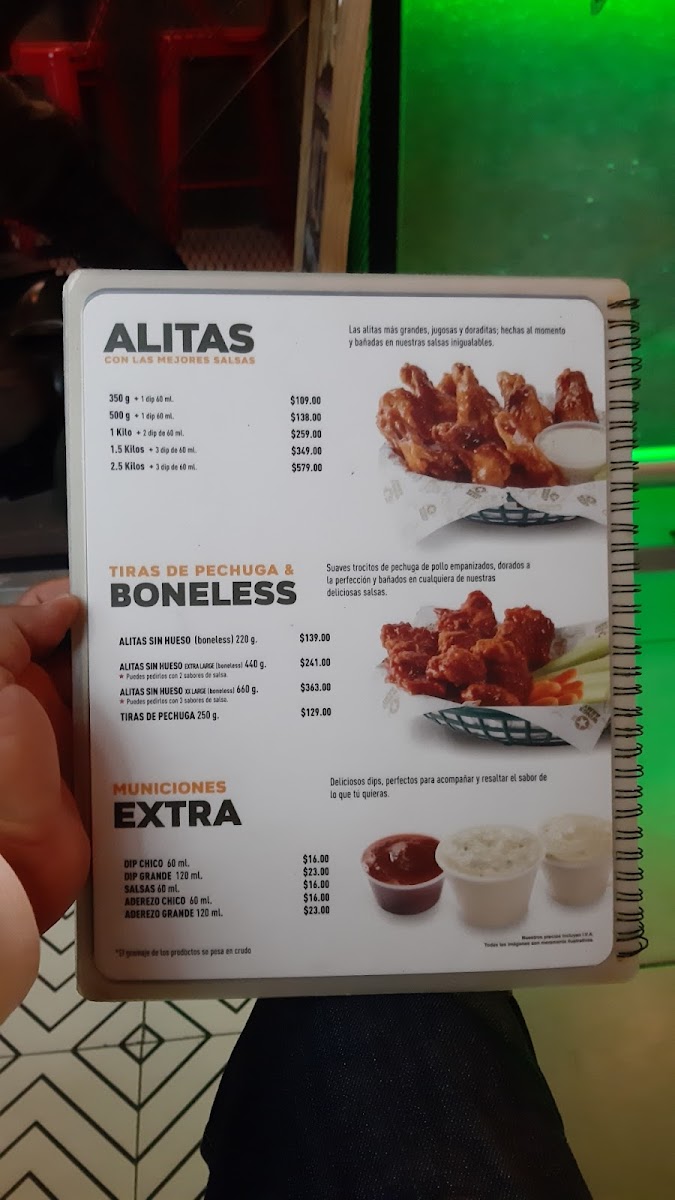 ALITAS
CON LAS MEJORES SALSAS
Las alitas más grandes, jugosas y doraditas; hechas al momento
y bañadas en nuestras salsas inigualables.
350 g + 1 dip 60 ml. $109.00
500 g + 1 dip 60 ml. $138.00
1 Kilo + 2 dip de 60 ml. $259.00
1.5 Kilos + 3 dip de 60 ml. $349.00
2.5 Kilos + 3 dip de 60 ml. $579.00
TIRAS DE PECHUGA &
BONELESS
Suaves trocitos de pechuga de pollo empanizados, dorados a
la perfección y bañados en cualquiera de nuestras
deliciosas salsas.
ALITAS SIN HUESO (boneless) 220 g. $139.00
ALITAS SIN HUESO EXTRA LARGE (boneless) 440 g. $241.00
★ Puedes pedirlos con 2 sabores de salsa.
ALITAS SIN HUESO XX LARGE (boneless) 660 g. $363.00
★ Puedes pedirlos con 3 sabores de salsa.
TIRAS DE PECHUGA 250 g. $129.00
MUNICIONES
EXTRA
Deliciosos dips, perfectos para acompañar y resaltar el sabor de
lo que tú quieras.
DIP CHICO 60 ml. $16.00
DIP GRANDE 120 ml. $23.00
SALSAS 60 ml. $16.00
ADEREZO CHICO 60 ml. $16.00
ADEREZO GRANDE 120 ml. $23.00
*El gramaje de los productos se pesa en crudo
Nuestros precios incluyen I.V.A.
Todas las imágenes son meramente ilustrativas.